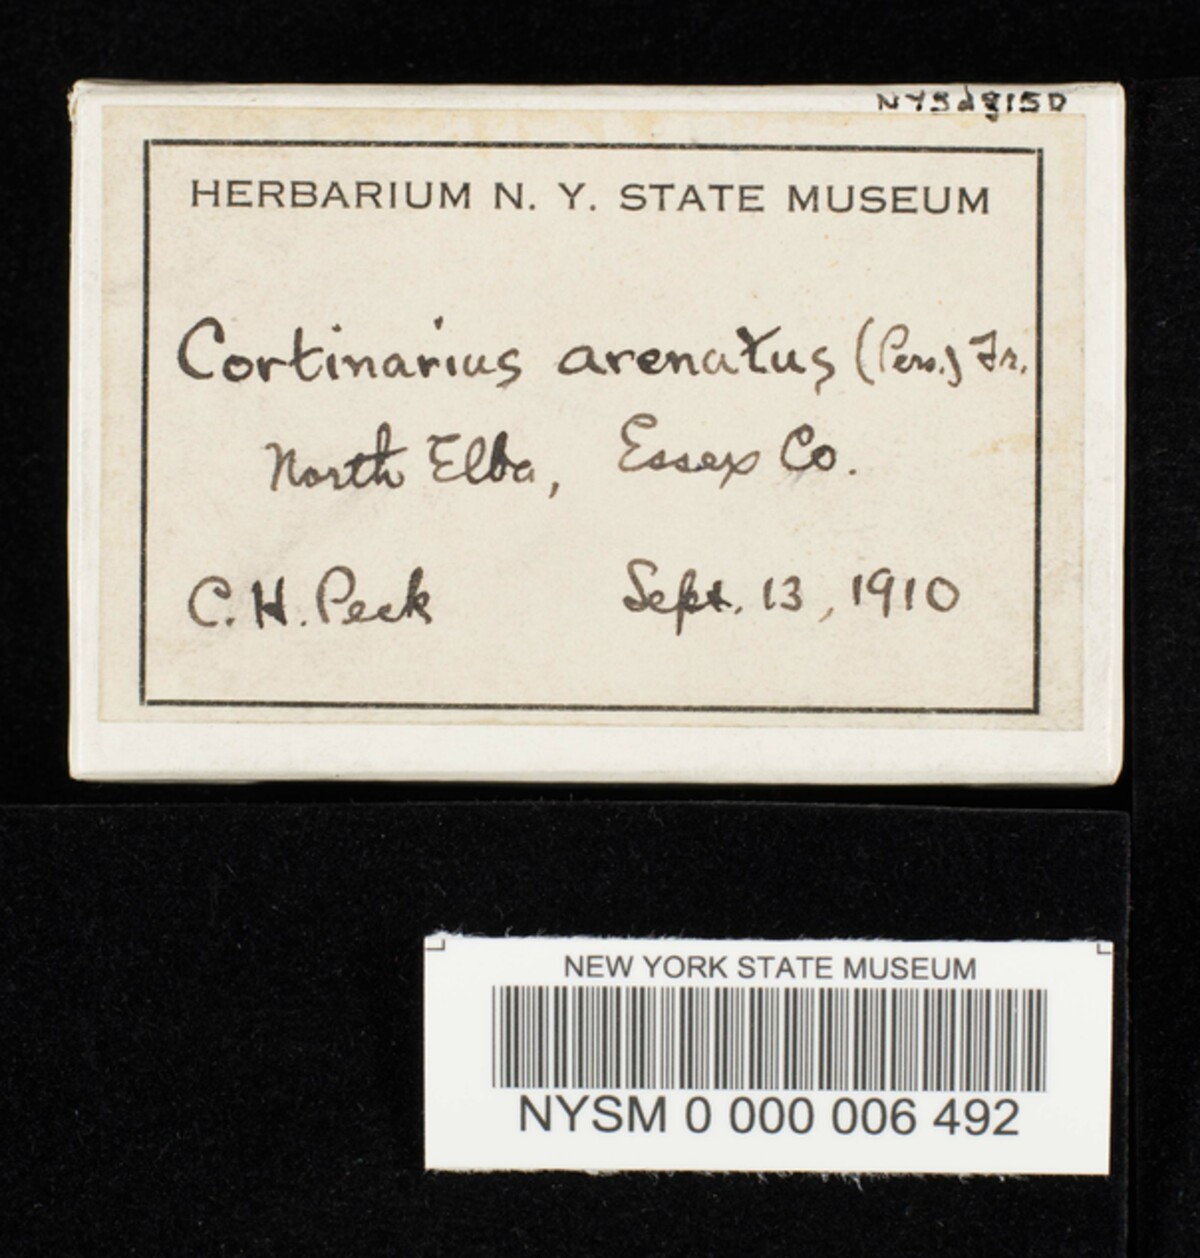 HERBARIUM N. Y. STATE MUSEUM
Cortinarius arenatus (Pers.) Fr.
North Elba, Essex Co.
C. H. Peck Sept. 13, 1910
NEW YORK STATE MUSEUM
NYSM 0 000 006 492